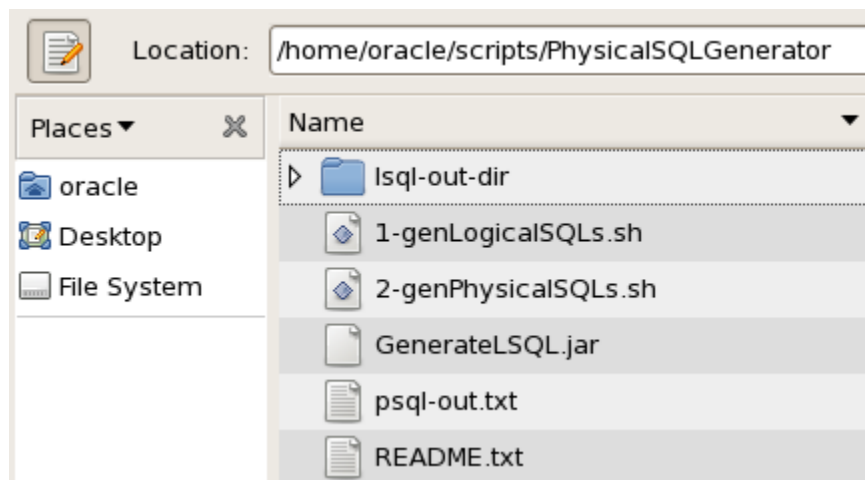 Location: /home/oracle/scripts/PhysicalSQLGenerator
Places Name
oracle
Desktop
File System
lsql-out-dir
1-genLogicalSQLs.sh
2-genPhysicalSQLs.sh
GenerateLSQL.jar
psql-out.txt
README.txt